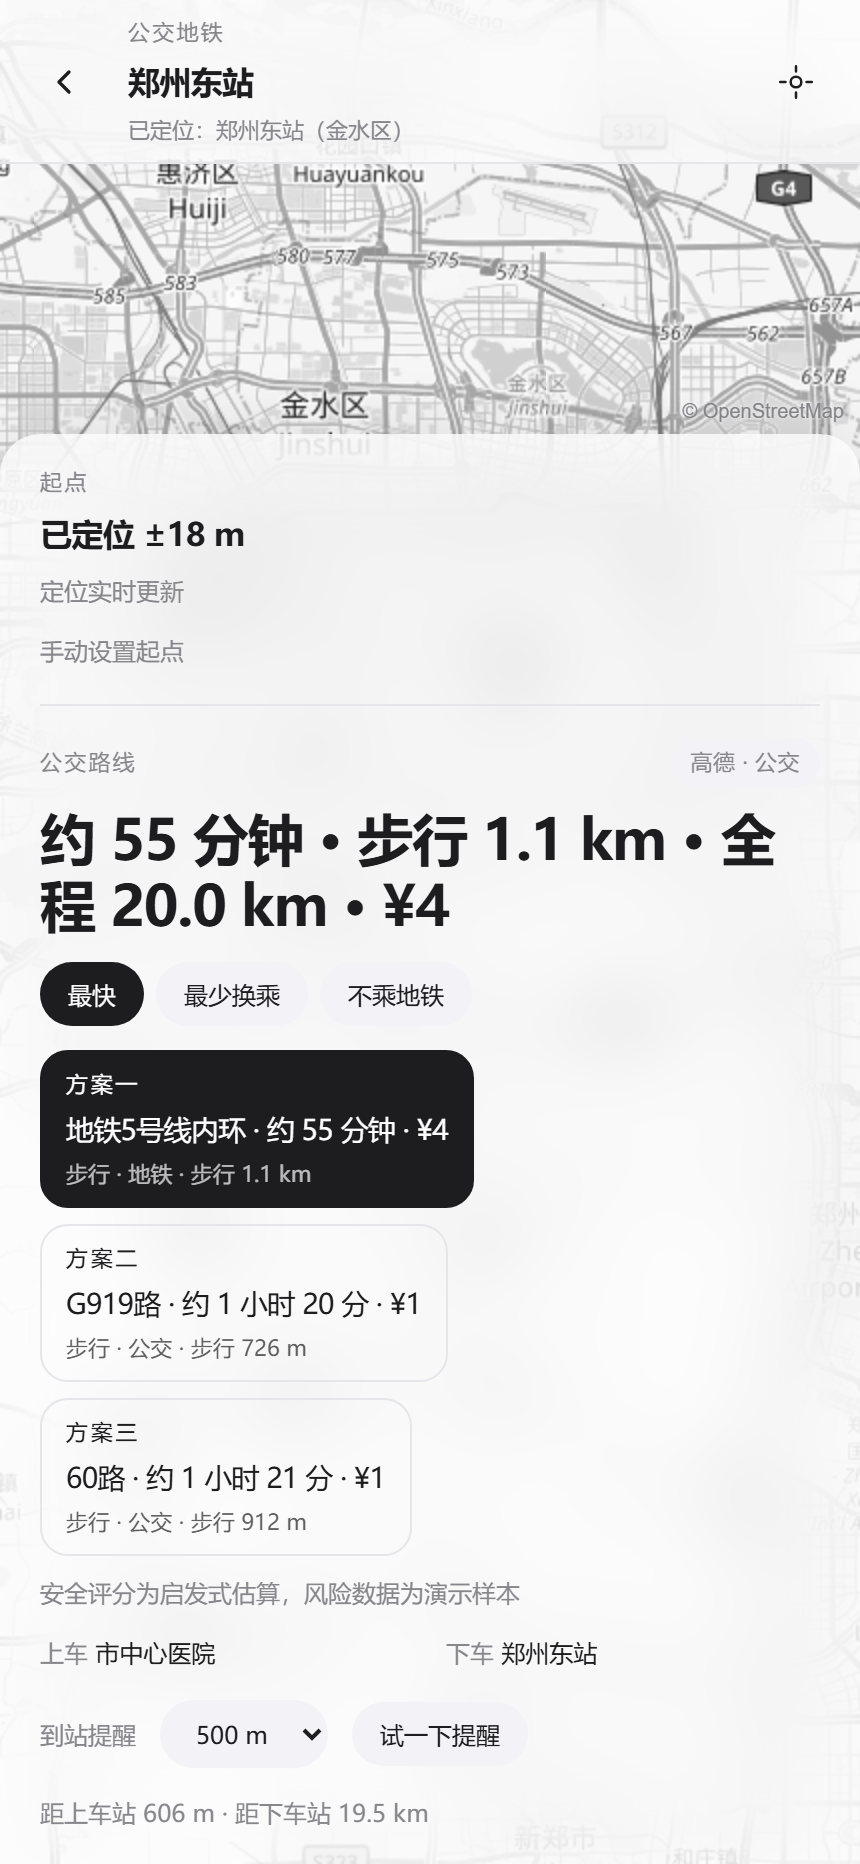 公交地铁
郑州东站
已定位：郑州东站（金水区）
S312
惠济区
Huiji
Huayuankou
G4
580
577
575
573
583
585
567
562
657A
657B
金水区
Jinshui
金水区
Jinshui
© OpenStreetMap
起点
已定位 ±18 m
定位实时更新
手动设置起点
公交路线
高德 · 公交
约 55 分钟 • 步行 1.1 km • 全
程 20.0 km • ¥4
最快
最少换乘
不乘地铁
方案一
地铁5号线内环 · 约 55 分钟 · ¥4
步行 · 地铁 · 步行 1.1 km
方案二
G919路 · 约 1 小时 20 分 · ¥1
步行 · 公交 · 步行 726 m
方案三
60路 · 约 1 小时 21 分 · ¥1
步行 · 公交 · 步行 912 m
安全评分为启发式估算，风险数据为演示样本
上车 市中心医院
下车 郑州东站
到站提醒
500 m
试一下提醒
距上车站 606 m · 距下车站 19.5 km
新郑市
和庄镇
S323